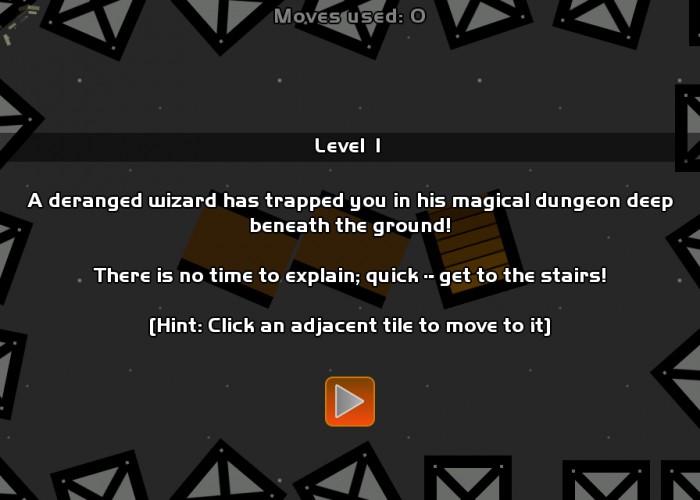 Moves used: 0
Level 1
A deranged wizard has trapped you in his magical dungeon deep
beneath the ground!
There is no time to explain; quick -- get to the stairs!
(Hint: Click an adjacent tile to move to it)